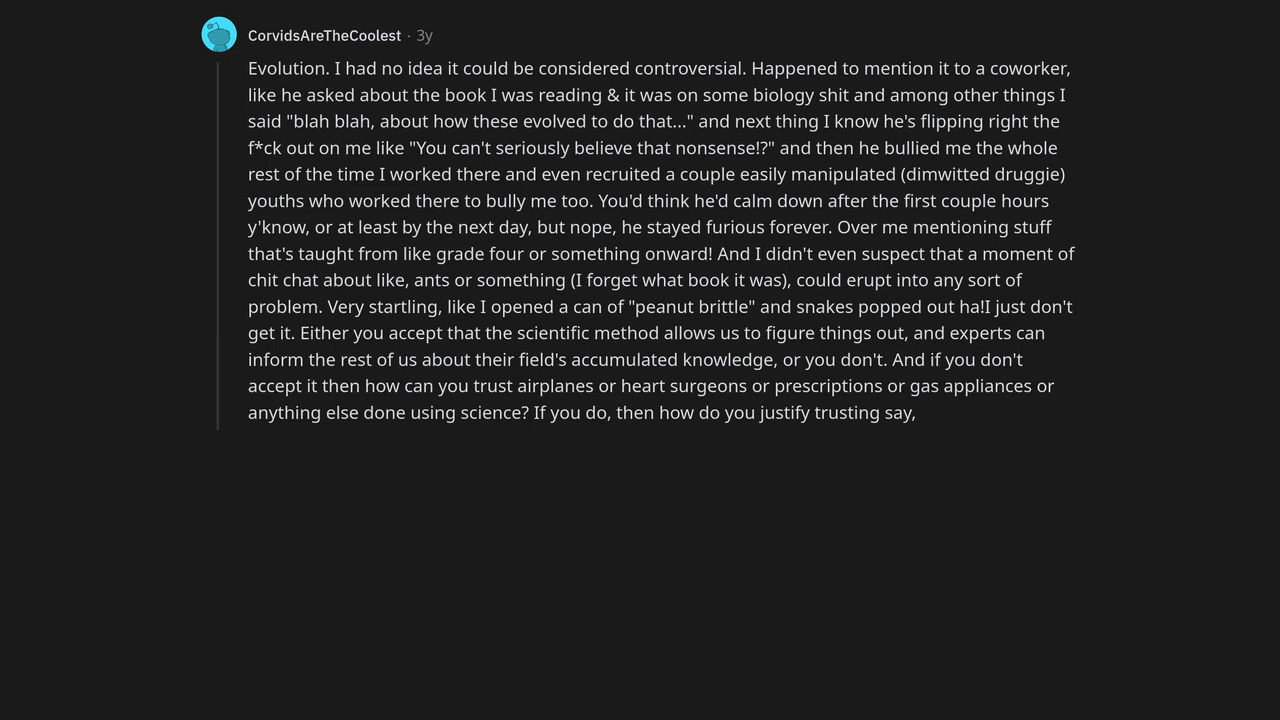 CorvidsAreTheCoolest · 3y
Evolution. I had no idea it could be considered controversial. Happened to mention it to a coworker,
like he asked about the book I was reading & it was on some biology shit and among other things I
said "blah blah, about how these evolved to do that..." and next thing I know he's flipping right the
f*ck out on me like "You can't seriously believe that nonsense!?" and then he bullied me the whole
rest of the time I worked there and even recruited a couple easily manipulated (dimwitted druggie)
youths who worked there to bully me too. You'd think he'd calm down after the first couple hours
y'know, or at least by the next day, but nope, he stayed furious forever. Over me mentioning stuff
that's taught from like grade four or something onward! And I didn't even suspect that a moment of
chit chat about like, ants or something (I forget what book it was), could erupt into any sort of
problem. Very startling, like I opened a can of "peanut brittle" and snakes popped out ha!I just don't
get it. Either you accept that the scientific method allows us to figure things out, and experts can
inform the rest of us about their field's accumulated knowledge, or you don't. And if you don't
accept it then how can you trust airplanes or heart surgeons or prescriptions or gas appliances or
anything else done using science? If you do, then how do you justify trusting say,